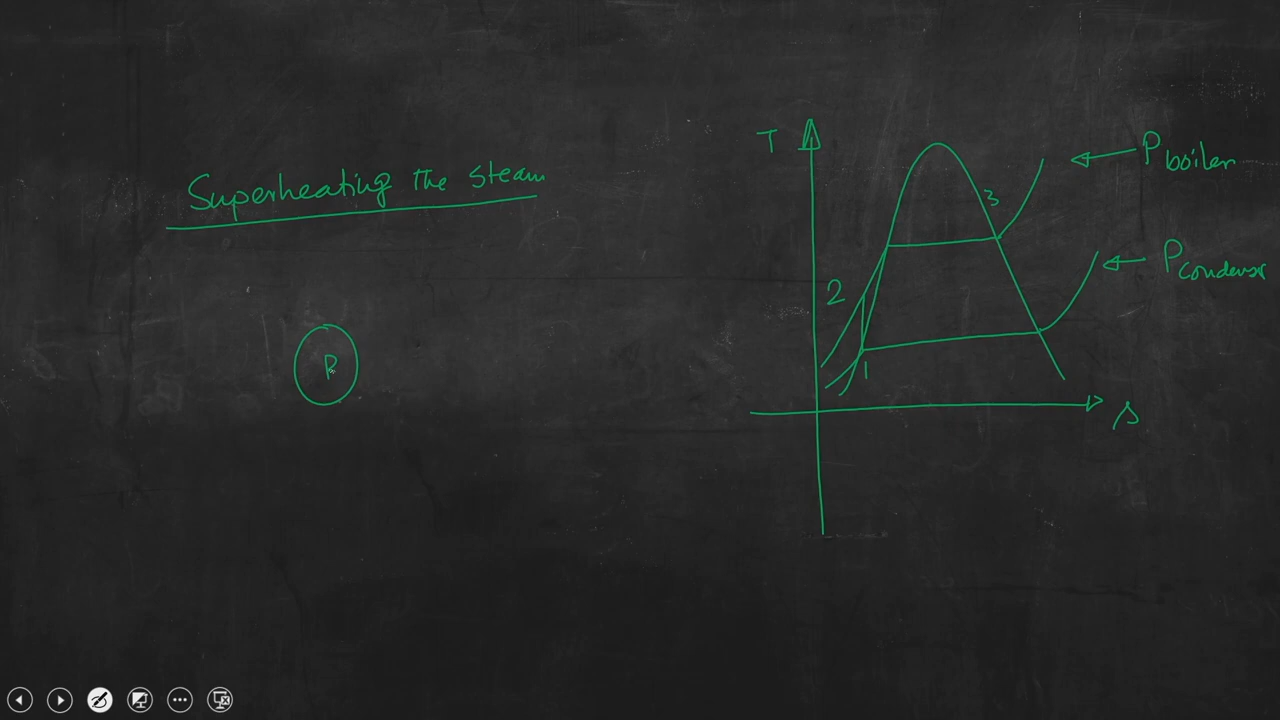 Superheating the steam
P
T
P boiler
3
P condenser
2
1
s